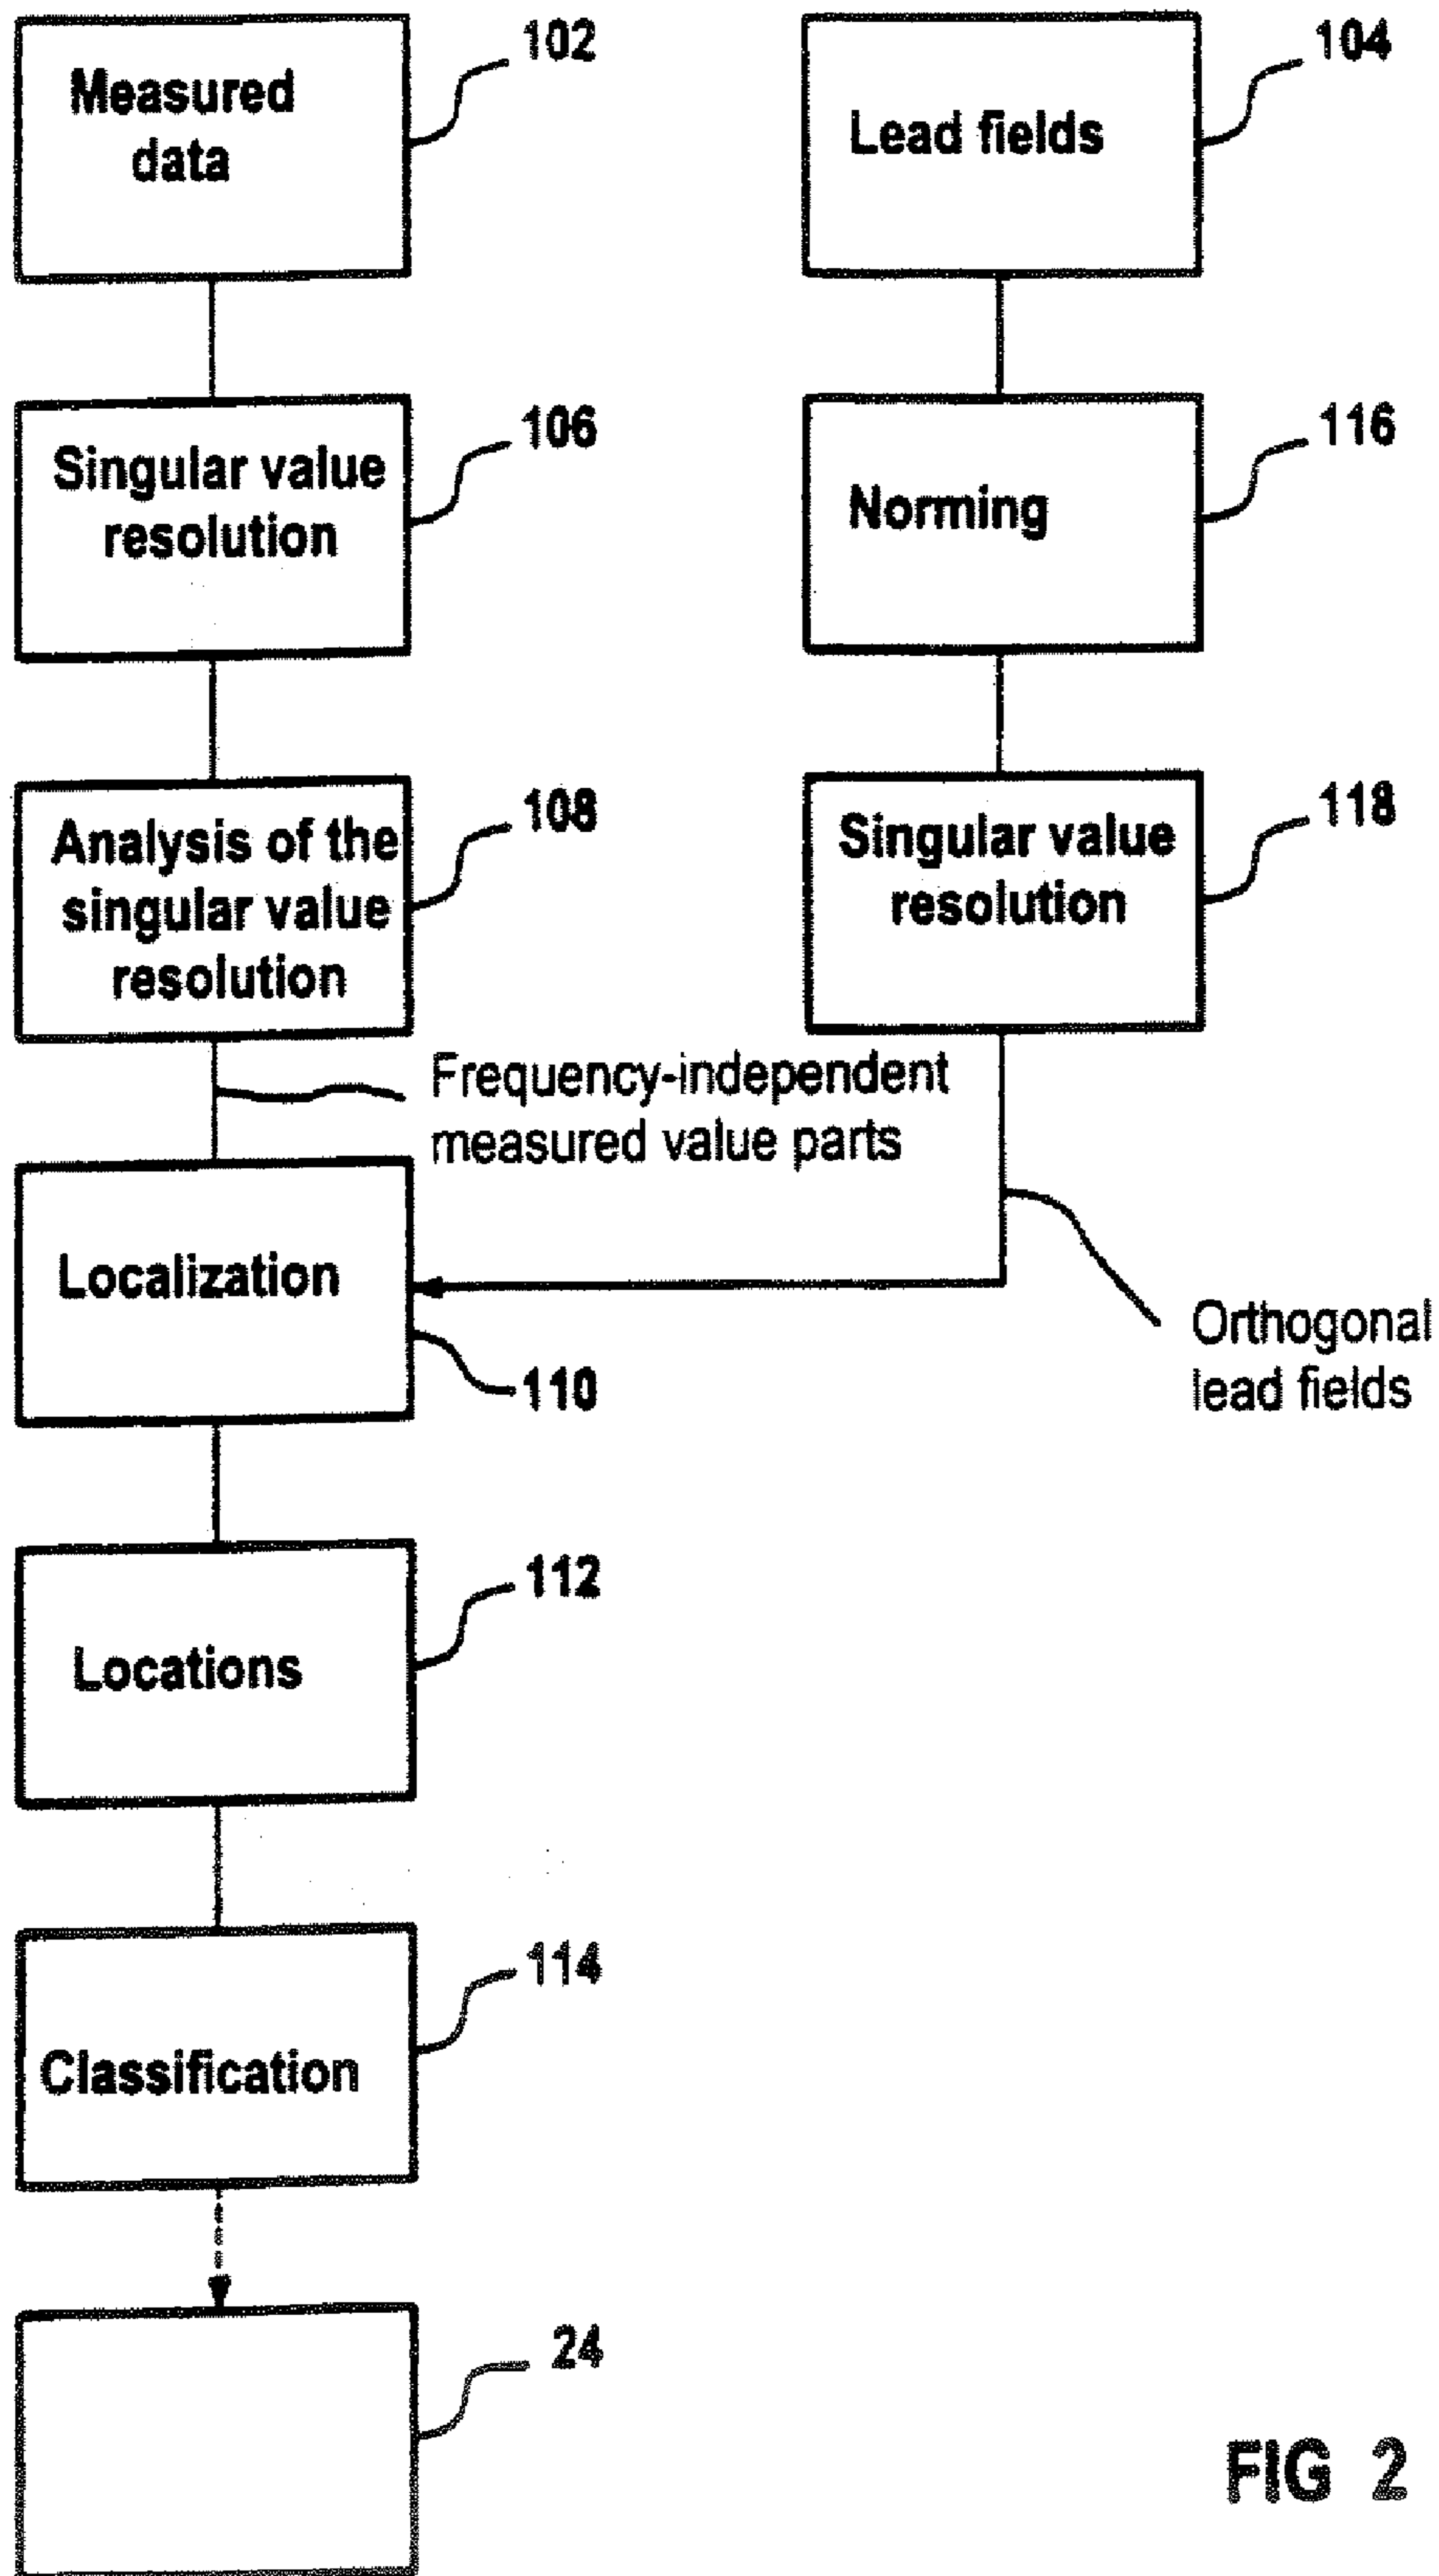 Measured
data
102
Lead fields
104
Singular value
resolution
106
Norming
116
Analysis of the
singular value
resolution
108
Singular value
resolution
118
Frequency-independent
measured value parts
Localization
110
Orthogonal
lead fields
Locations
112
Classification
114
24
FIG 2